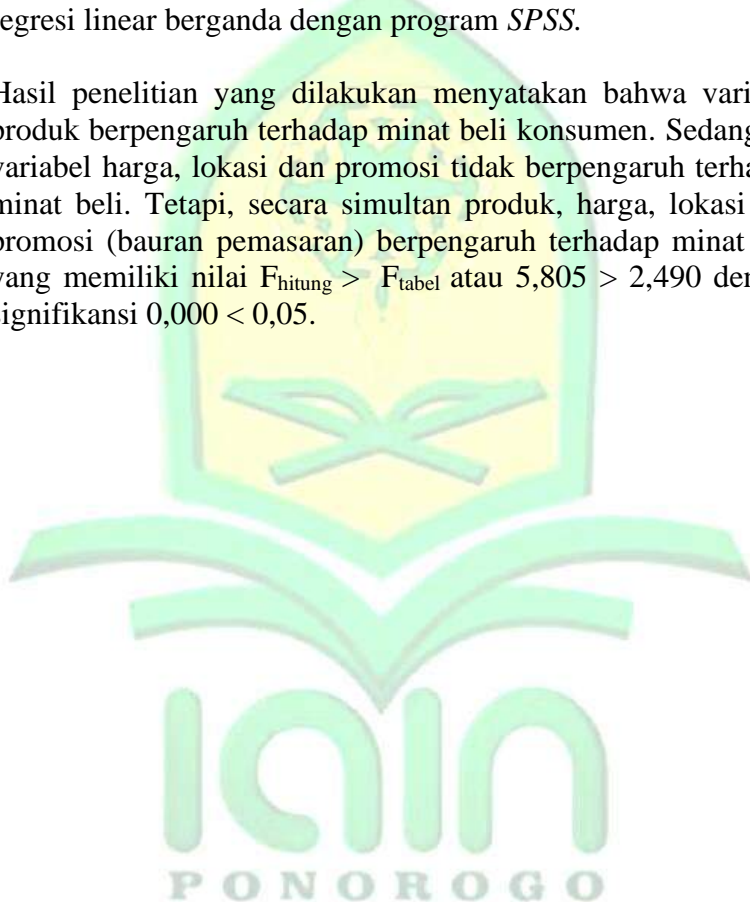 regresi linear berganda dengan program SPSS.
Hasil penelitian yang dilakukan menyatakan bahwa vari
produk berpengaruh terhadap minat beli konsumen. Sedang
variabel harga, lokasi dan promosi tidak berpengaruh terha
minat beli. Tetapi, secara simultan produk, harga, lokasi
promosi (bauran pemasaran) berpengaruh terhadap minat
yang memiliki nilai Fhitung > Ftabel atau 5,805 > 2,490 den
signifikansi 0,000 < 0,05.
iain
PONOROGO